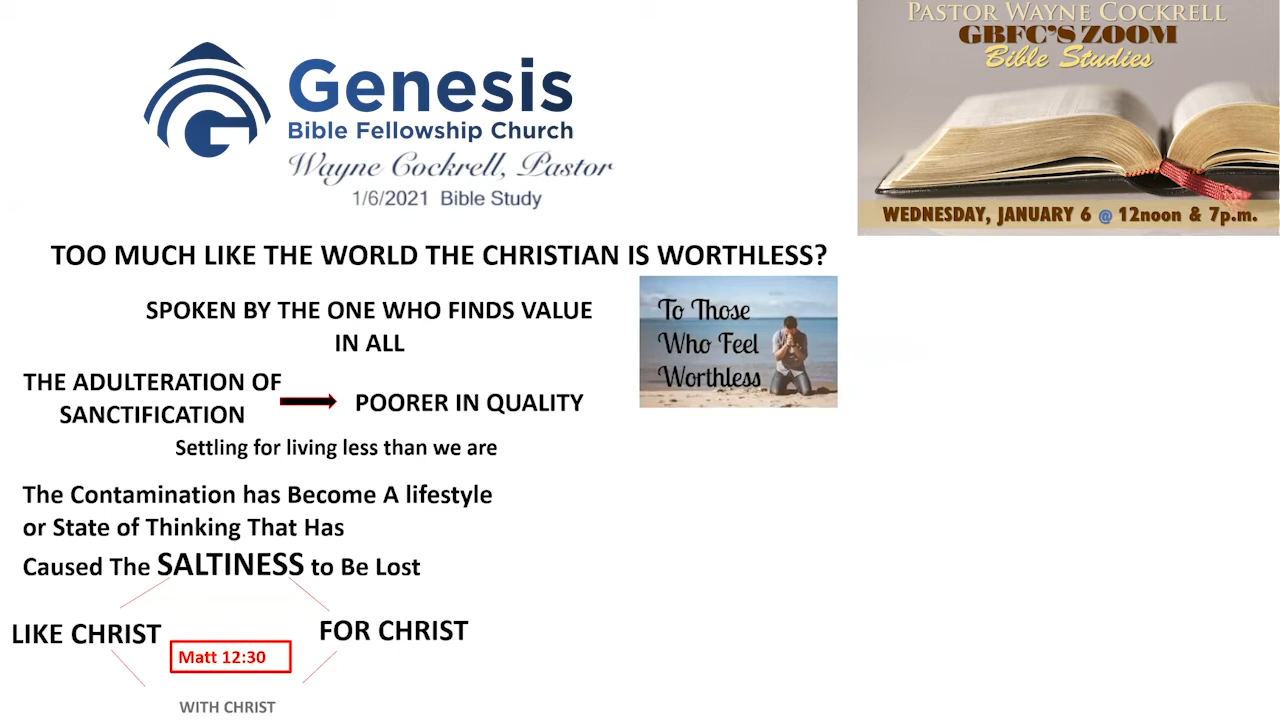 Genesis
Bible Fellowship Church
Wayne Cockrell, Pastor
1/6/2021 Bible Study
PASTOR WAYNE COCKRELL
GBFC'S ZOOM
Bible Studies
WEDNESDAY, JANUARY 6 @ 12noon & 7p.m.
TOO MUCH LIKE THE WORLD THE CHRISTIAN IS WORTHLESS?
SPOKEN BY THE ONE WHO FINDS VALUE
IN ALL
To Those
Who Feel
Worthless
THE ADULTERATION OF
SANCTIFICATION
POORER IN QUALITY
Settling for living less than we are
The Contamination has Become A lifestyle
or State of Thinking That Has
Caused The SALTINESS to Be Lost
LIKE CHRIST
FOR CHRIST
Matt 12:30
WITH CHRIST